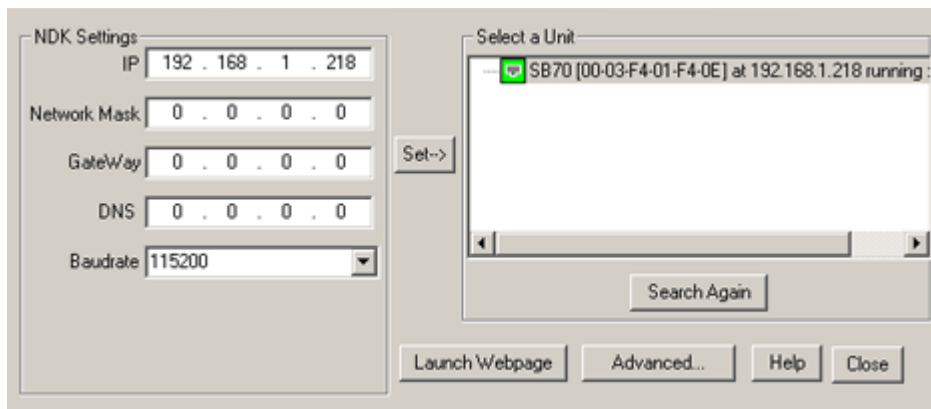 NDK Settings
IP 192 . 168 . 1 . 218
Network Mask 0 . 0 . 0 . 0
GateWay 0 . 0 . 0 . 0
DNS 0 . 0 . 0 . 0
Baudrate 115200
Set-->
Select a Unit
SB70 [00-03-F4-01-F4-0E] at 192.168.1.218 running :
Search Again
Launch Webpage
Advanced...
Help
Close